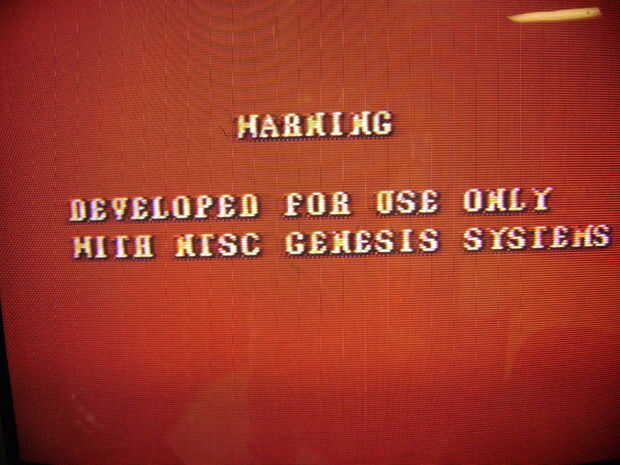 WARNING
DEVELOPED FOR USE ONLY
WITH NTSC GENESIS SYSTEMS